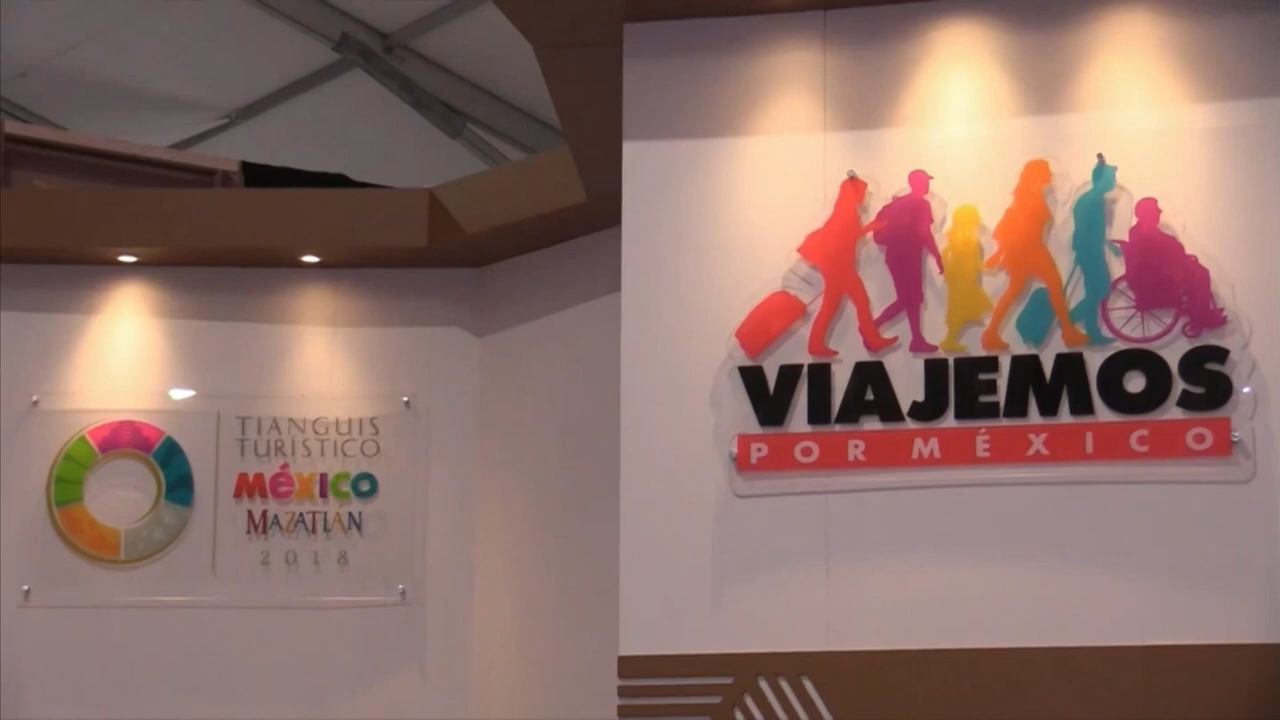 TIANGUIS
TURÍSTICO
méxico
MAZATLÁN
2018
VIAJEMOS
POR MÉXICO